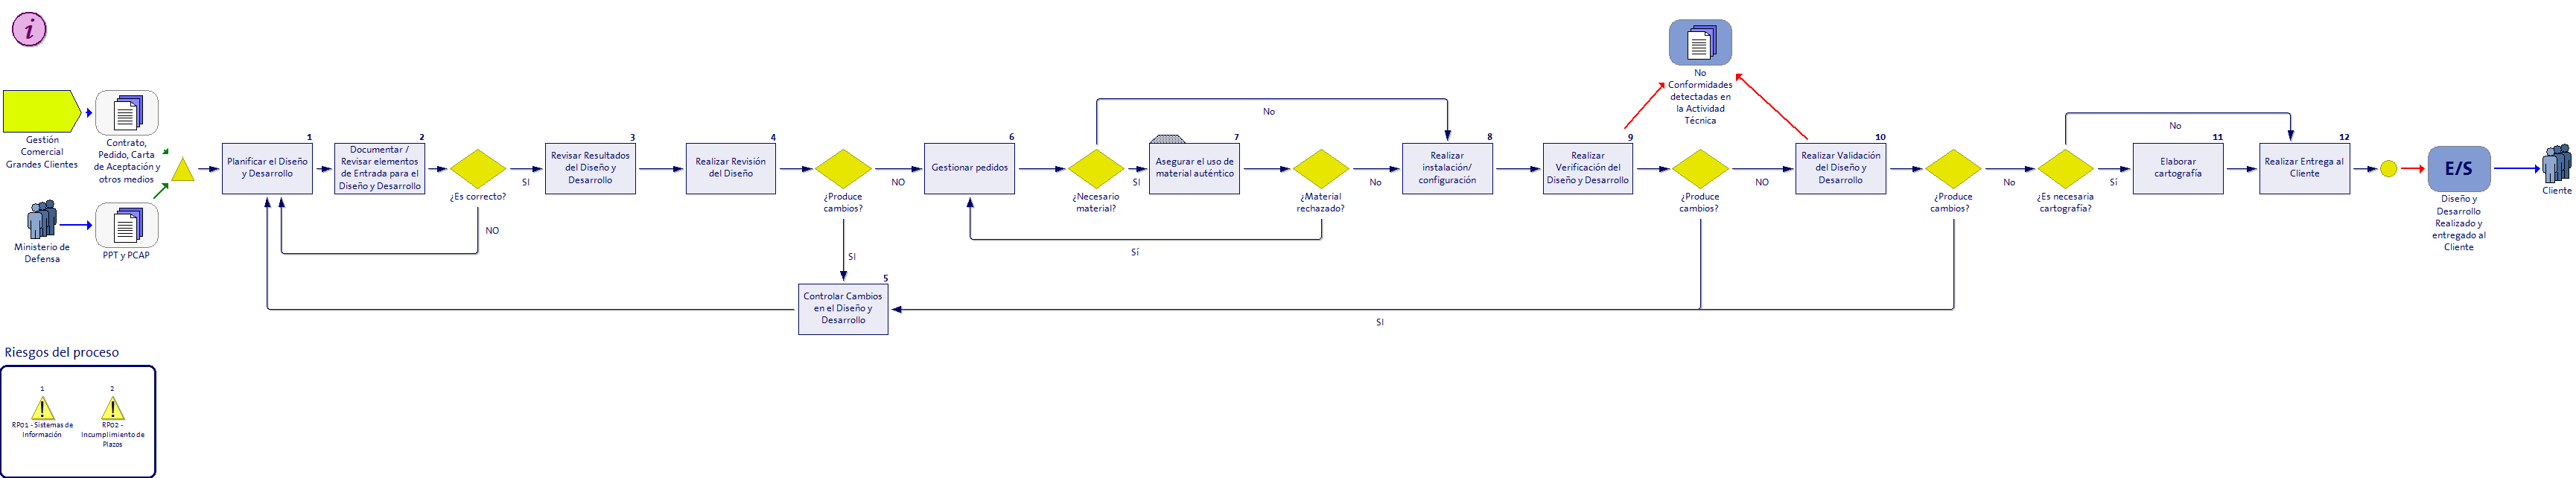 i
Gestión
Comercial
Grandes Clientes
Contrato,
Pedido, Carta
de Aceptación y
otros medios
Ministerio de
Defensa
PPT y PCAP
1
Planificar el Diseño
y Desarrollo
2
Documentar /
Revisar elementos
de Entrada para el
Diseño y Desarrollo
¿Es correcto?
SI
NO
3
Revisar Resultados
del Diseño y
Desarrollo
4
Realizar Revisión
del Diseño
¿Produce
cambios?
NO
SI
5
Controlar Cambios
en el Diseño y
Desarrollo
6
Gestionar pedidos
¿Necesario
material?
No
SI
7
Asegurar el uso de
material auténtico
¿Material
rechazado?
No
Sí
8
Realizar
instalación/
configuración
9
Realizar
Verificación del
Diseño y Desarrollo
No
Conformidades
detectadas en
la Actividad
Técnica
¿Produce
cambios?
NO
SI
10
Realizar Validación
del Diseño y
Desarrollo
¿Produce
cambios?
No
¿Es necesaria
cartografía?
No
Sí
11
Elaborar
cartografía
12
Realizar Entrega al
Cliente
E/S
Diseño y
Desarrollo
Realizado y
entregado al
Cliente
Cliente
Riesgos del proceso
1
RP01 - Sistemas de
Información
2
RP02 -
Incumplimiento de
Plazos